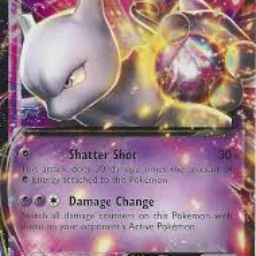 Shatter Shot 30×
This attack does 30 damage times the amount of
Energy attached to this Pokémon.
Damage Change
Switch all damage counters on this Pokémon with
those on your opponent's Active Pokémon.